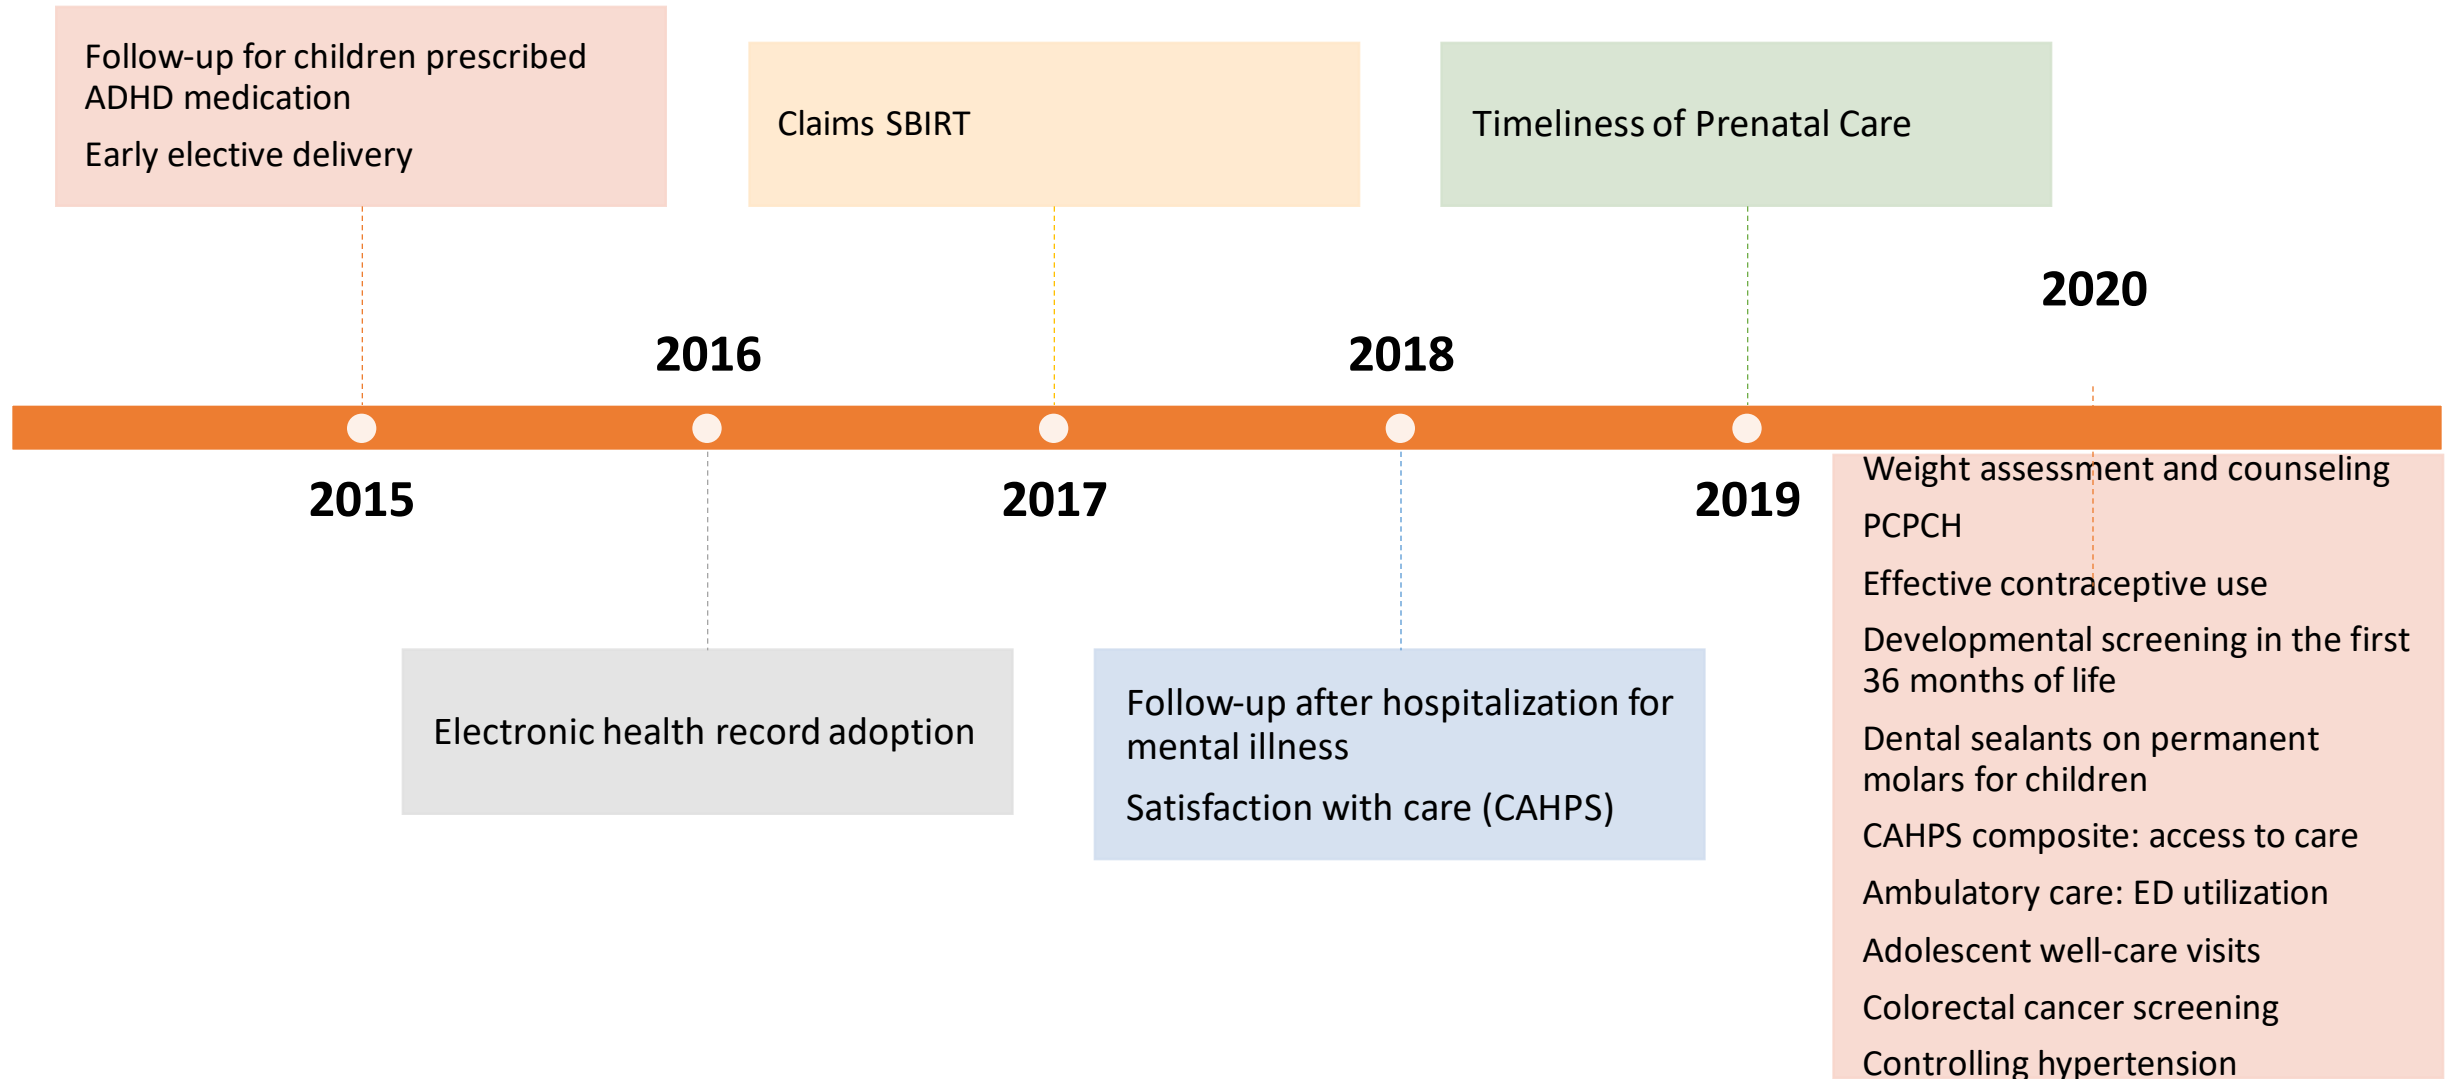 Follow-up for children prescribed
ADHD medication
Early elective delivery
Claims SBIRT
Timeliness of Prenatal Care
2020
2016
2018
2015
2017
2019
Electronic health record adoption
Follow-up after hospitalization for
mental illness
Satisfaction with care (CAHPS)
Weight assessment and counseling
PCPCH
Effective contraceptive use
Developmental screening in the first
36 months of life
Dental sealants on permanent
molars for children
CAHPS composite: access to care
Ambulatory care: ED utilization
Adolescent well-care visits
Colorectal cancer screening
Controlling hypertension